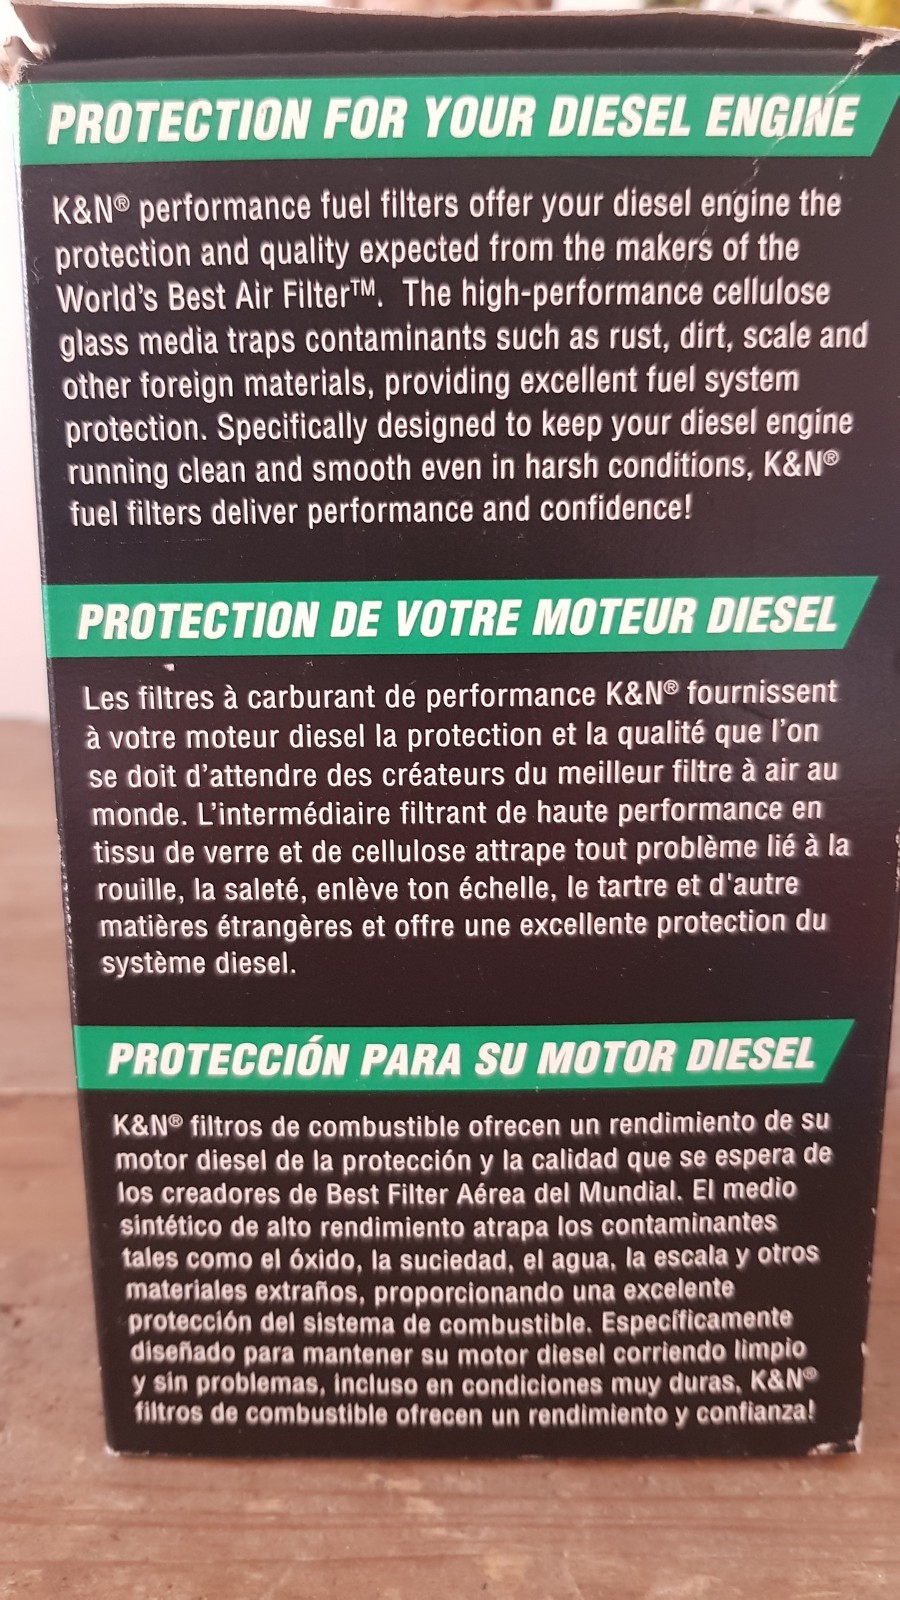 PROTECTION FOR YOUR DIESEL ENGINE
K&N® performance fuel filters offer your diesel engine the
protection and quality expected from the makers of the
World's Best Air Filter™. The high-performance cellulose
glass media traps contaminants such as rust, dirt, scale and
other foreign materials, providing excellent fuel system
protection. Specifically designed to keep your diesel engine
running clean and smooth even in harsh conditions, K&N®
fuel filters deliver performance and confidence!
PROTECTION DE VOTRE MOTEUR DIESEL
Les filtres à carburant de performance K&N® fournissent
à votre moteur diesel la protection et la qualité que l'on
se doit d'attendre des créateurs du meilleur filtre à air au
monde. L'intermédiaire filtrant de haute performance en
tissu de verre et de cellulose attrape tout problème lié à la
rouille, la saleté, enlève ton échelle, le tartre et d'autre
matières étrangères et offre une excellente protection du
système diesel.
PROTECCIÓN PARA SU MOTOR DIESEL
K&N® filtros de combustible ofrecen un rendimiento de su
motor diesel de la protección y la calidad que se espera de
los creadores de Best Filter Aérea del Mundial. El medio
sintético de alto rendimiento atrapa los contaminantes
tales como el óxido, la suciedad, el agua, la escala y otros
materiales extraños, proporcionando una excelente
protección del sistema de combustible. Específicamente
diseñado para mantener su motor diesel corriendo limpio
y sin problemas, incluso en condiciones muy duras, K&N®
filtros de combustible ofrecen un rendimiento y confianza!